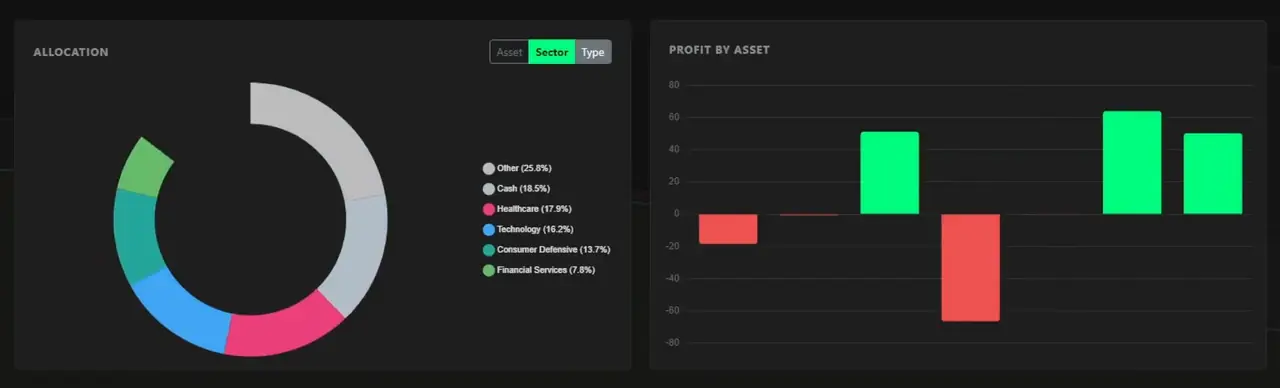 ALLOCATION
Asset Sector Type
Other (25.8%)
Cash (18.5%)
Healthcare (17.9%)
Technology (16.2%)
Consumer Defensive (13.7%)
Financial Services (7.8%)
PROFIT BY ASSET
80
60
40
20
0
-20
-40
-60
-80